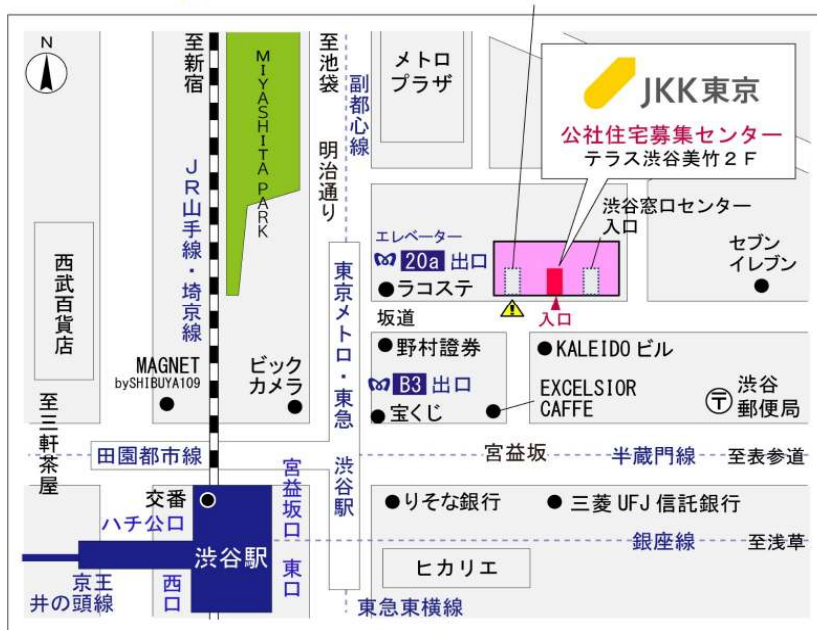 N
至新宿
MIYASHITA PARK
至池袋
副都心線
明治通り
メトロ
プラザ
JKK東京
公社住宅募集センター
テラス渋谷美竹2F
JR山手線・埼京線
西武百貨店
エレベーター
20a 出口
ラコステ
渋谷窓口センター
入口
セブン
イレブン
東京メトロ・東急 渋谷駅
坂道
入口
野村證券
KALEIDO ビル
MAGNET
bySHIBUYA109
ビック
カメラ
B3 出口
宝くじ
EXCELSIOR
CAFFE
〒
渋谷
郵便局
至三軒茶屋
田園都市線
宮益坂
半蔵門線
至表参道
交番
ハチ公口
宮益坂口
りそな銀行
三菱UFJ信託銀行
渋谷駅
銀座線
至浅草
京王
井の頭線
西口
東口
ヒカリエ
東急東横線